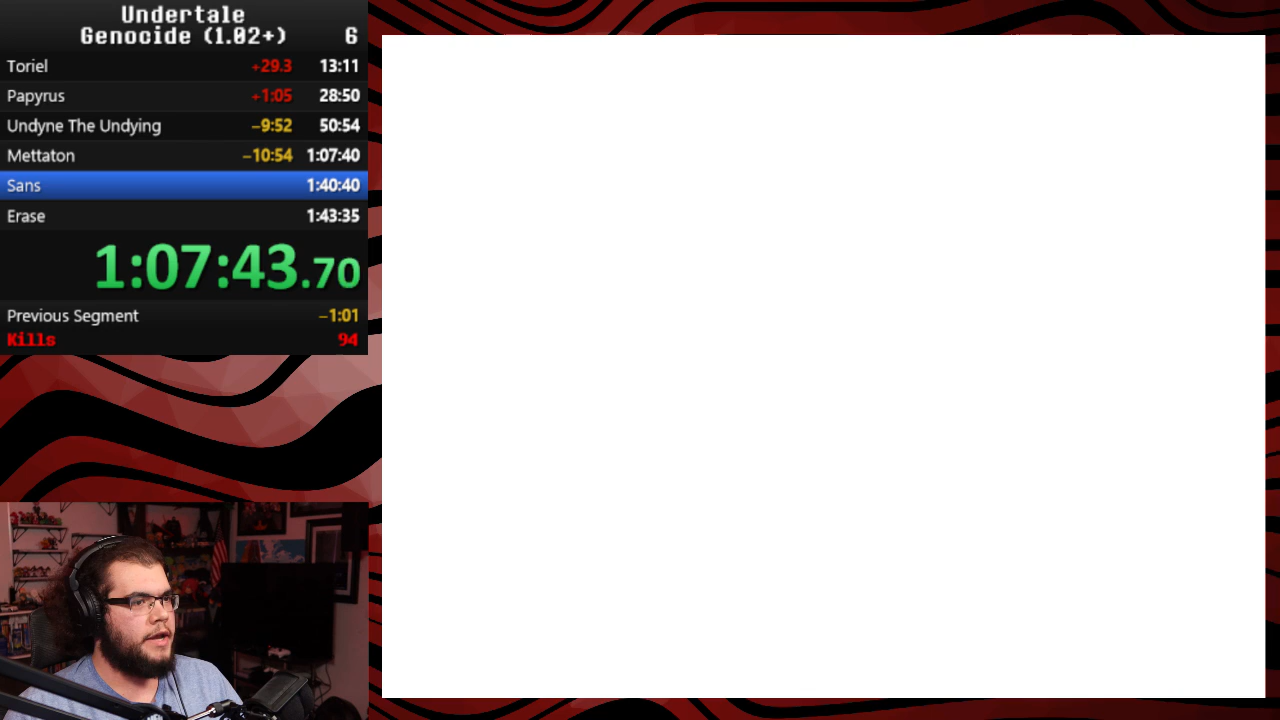 Undertale
Genocide (1.02+) 6
Toriel +29.3 13:11
Papyrus +1:05 28:50
Undyne The Undying −9:52 50:54
Mettaton −10:54 1:07:40
Sans 1:40:40
Erase 1:43:35
1:07:43.70
Previous Segment −1:01
Kills 94